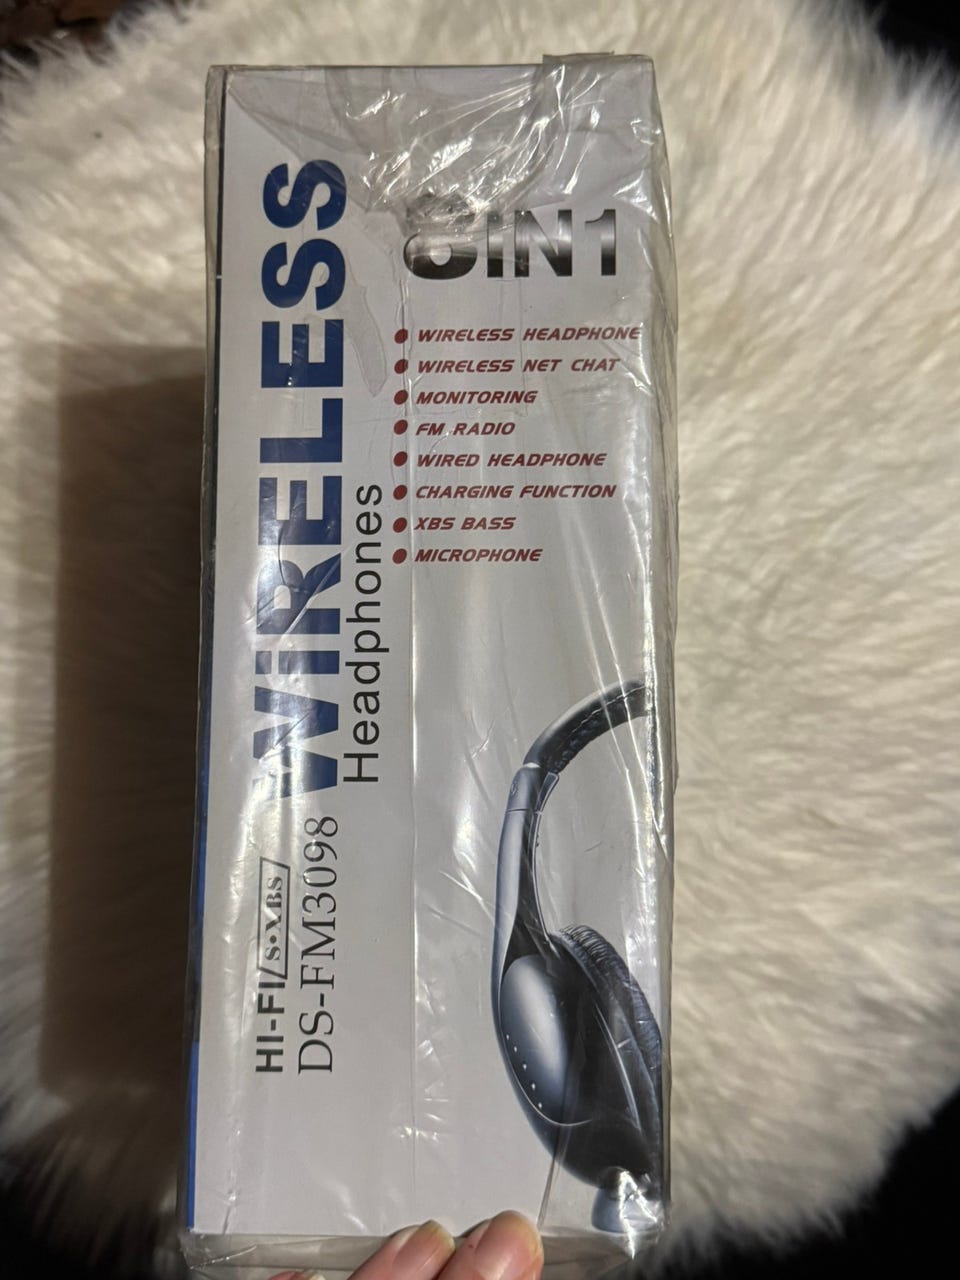 8IN1
WIRELESS HEADPHONE
WIRELESS NET CHAT
MONITORING
FM RADIO
WIRED HEADPHONE
CHARGING FUNCTION
XBS BASS
MICROPHONE
WiRELESS
Headphones
HI-FI/S•XBS
DS-FM3098